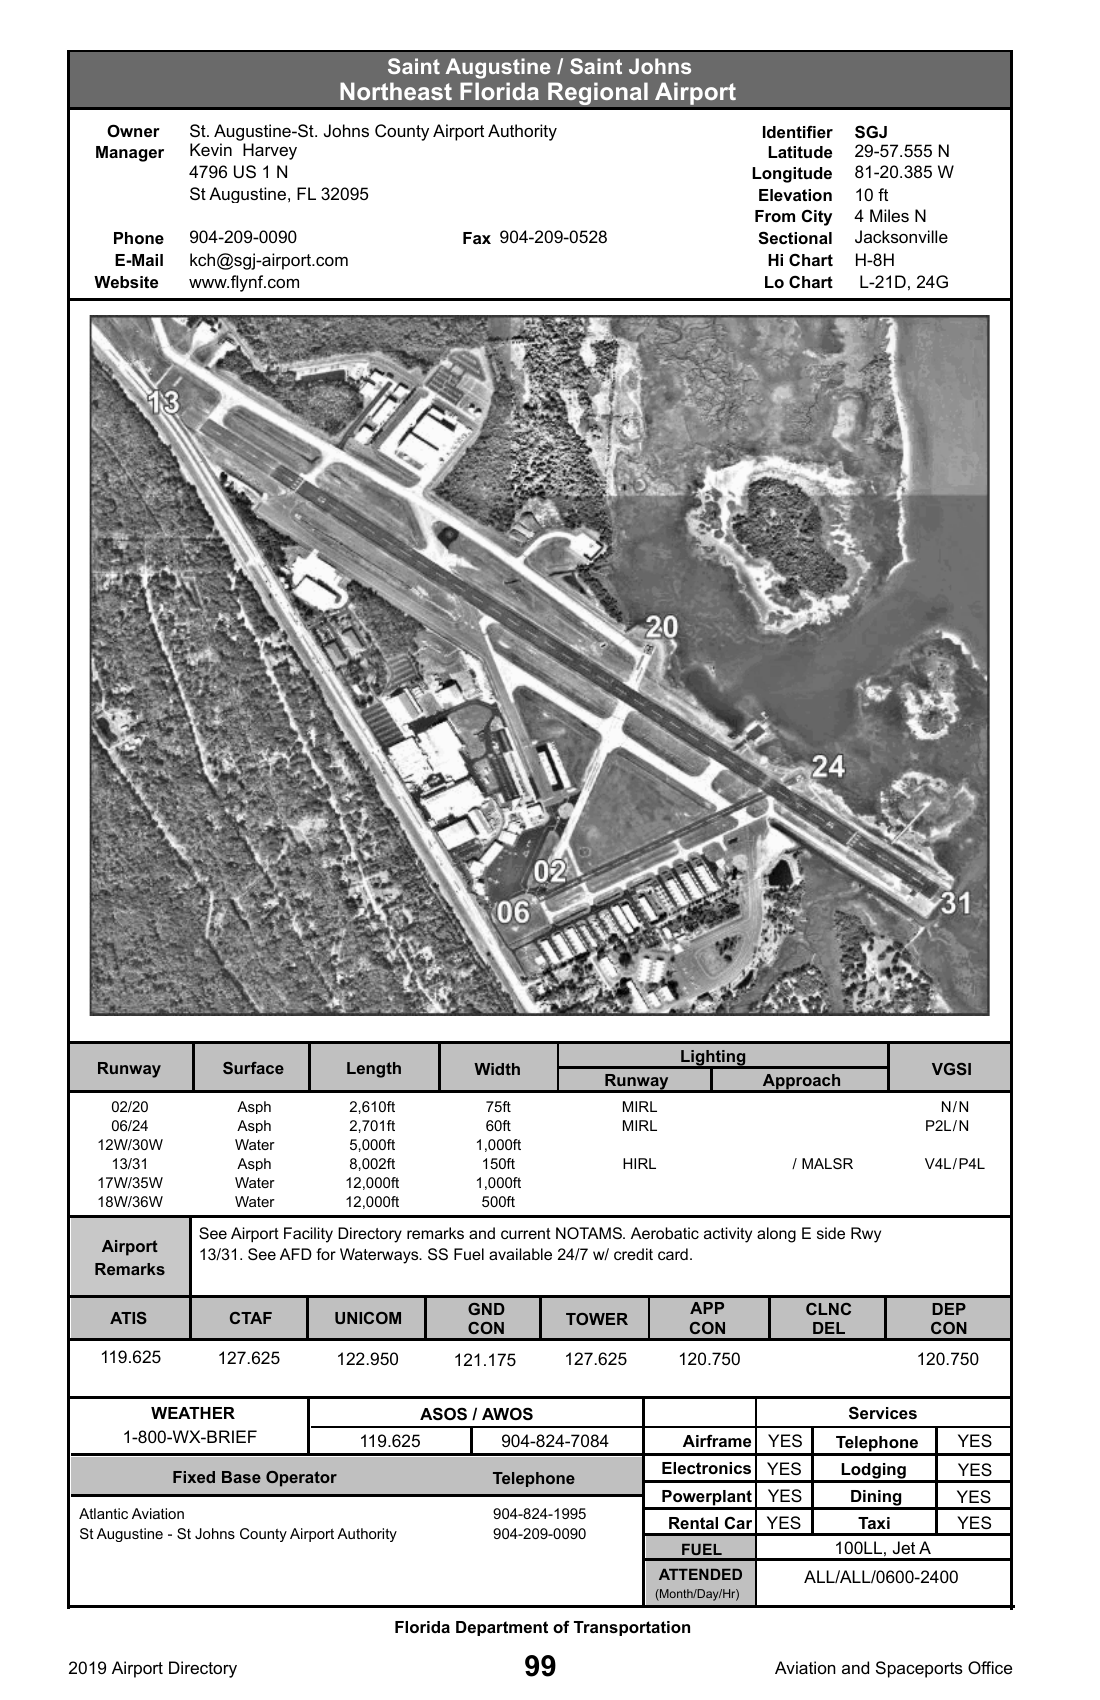 Saint Augustine / Saint Johns
Northeast Florida Regional Airport
Owner St. Augustine-St. Johns County Airport Authority
Manager Kevin Harvey
4796 US 1 N
St Augustine, FL 32095
Phone 904-209-0090 Fax 904-209-0528
E-Mail kch@sgj-airport.com
Website www.flynf.com
Identifier SGJ
Latitude 29-57.555 N
Longitude 81-20.385 W
Elevation 10 ft
From City 4 Miles N
Sectional Jacksonville
Hi Chart H-8H
Lo Chart L-21D, 24G
13
20
24
02
06
31
Runway Surface Length Width Lighting VGSI
Runway Approach
02/20 Asph 2,610ft 75ft MIRL N/N
06/24 Asph 2,701ft 60ft MIRL P2L/N
12W/30W Water 5,000ft 1,000ft
13/31 Asph 8,002ft 150ft HIRL / MALSR V4L/P4L
17W/35W Water 12,000ft 1,000ft
18W/36W Water 12,000ft 500ft
Airport Remarks
See Airport Facility Directory remarks and current NOTAMS. Aerobatic activity along E side Rwy
13/31. See AFD for Waterways. SS Fuel available 24/7 w/ credit card.
ATIS CTAF UNICOM GND CON TOWER APP CON CLNC DEL DEP CON
119.625 127.625 122.950 121.175 127.625 120.750 120.750
WEATHER
1-800-WX-BRIEF
ASOS / AWOS
119.625 904-824-7084
Fixed Base Operator Telephone
Atlantic Aviation 904-824-1995
St Augustine - St Johns County Airport Authority 904-209-0090
Services
Airframe YES Telephone YES
Electronics YES Lodging YES
Powerplant YES Dining YES
Rental Car YES Taxi YES
FUEL 100LL, Jet A
ATTENDED ALL/ALL/0600-2400
(Month/Day/Hr)
Florida Department of Transportation
2019 Airport Directory 99 Aviation and Spaceports Office